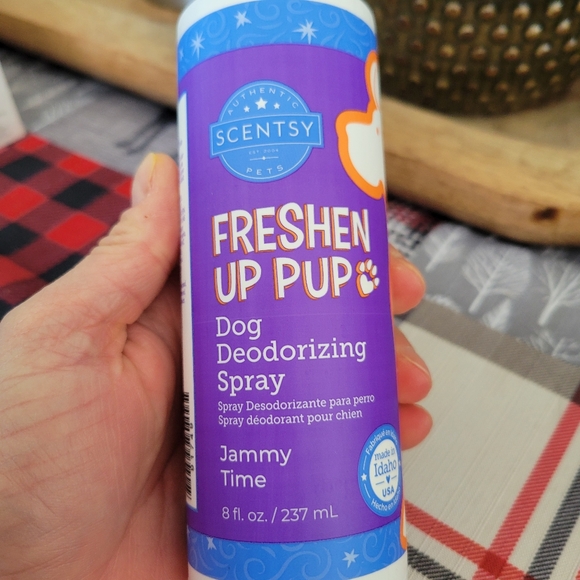 AUTHENTIC
SCENTSY
EST. 2004
PETS
FRESHEN
UP PUP
Dog
Deodorizing
Spray
Spray Desodorizante para perro
Spray déodorant pour chien
Jammy
Time
made in
Idaho
USA
8 fl. oz. / 237 mL